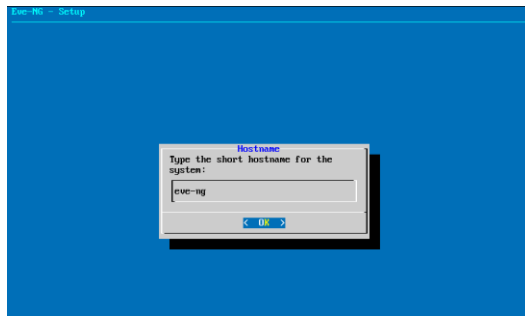 Eve-NG - Setup
Hostname
Type the short hostname for the
system:
eve-ng
< OK >